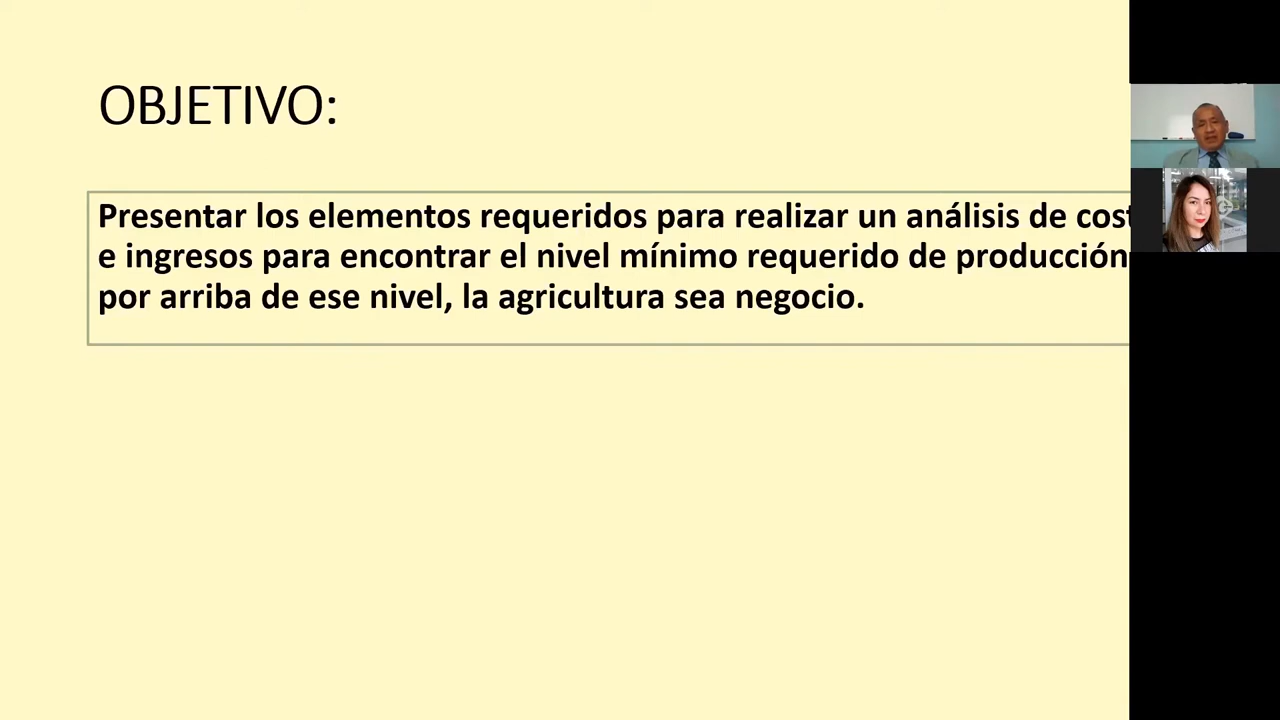 OBJETIVO:
Presentar los elementos requeridos para realizar un análisis de
e ingresos para encontrar el nivel mínimo requerido de producción
por arriba de ese nivel, la agricultura sea negocio.